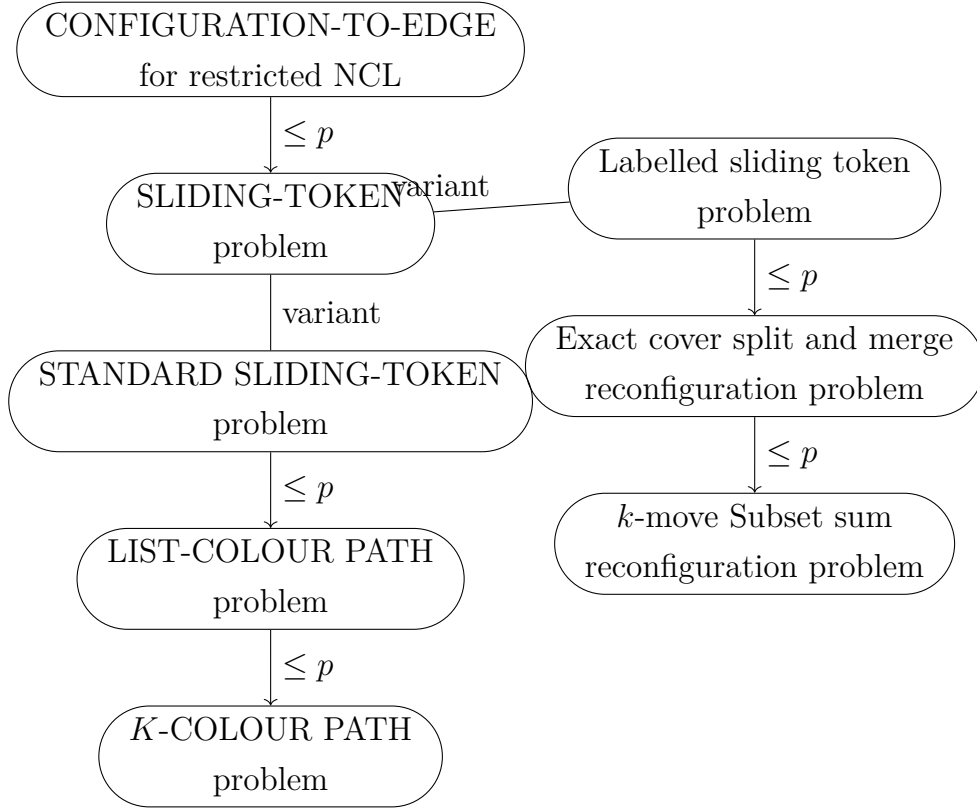 CONFIGURATION-TO-EDGE
for restricted NCL
≤ p
SLIDING-TOKEN
problem
variant
Labelled sliding token
problem
variant
≤ p
STANDARD SLIDING-TOKEN
problem
Exact cover split and merge
reconfiguration problem
≤ p
≤ p
LIST-COLOUR PATH
problem
k-move Subset sum
reconfiguration problem
≤ p
K-COLOUR PATH
problem